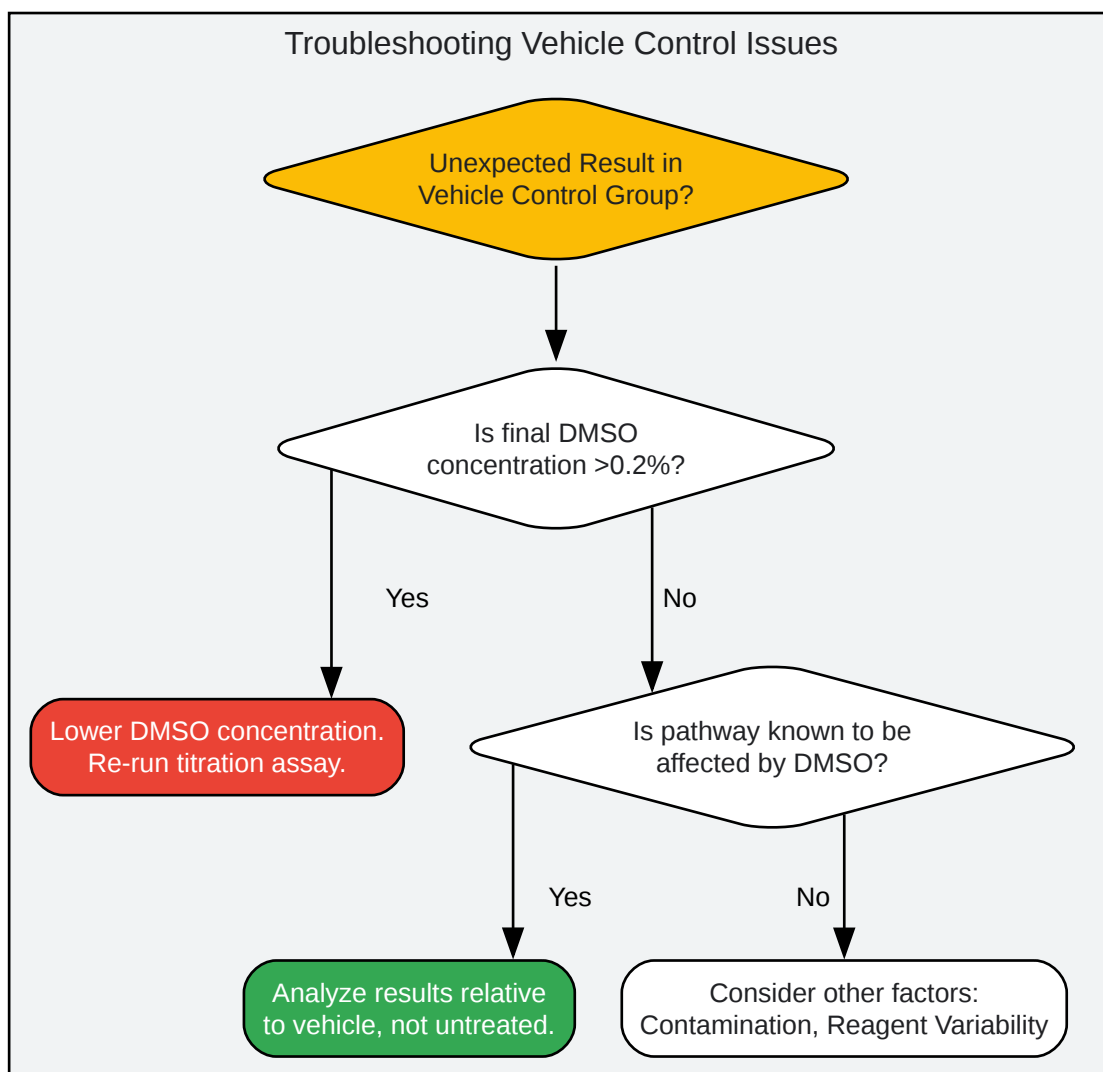 Troubleshooting Vehicle Control Issues
Unexpected Result in
Vehicle Control Group?
Is final DMSO
concentration >0.2%?
Yes
No
Lower DMSO concentration.
Re-run titration assay.
Is pathway known to be
affected by DMSO?
Yes
No
Analyze results relative
to vehicle, not untreated.
Consider other factors:
Contamination, Reagent Variability